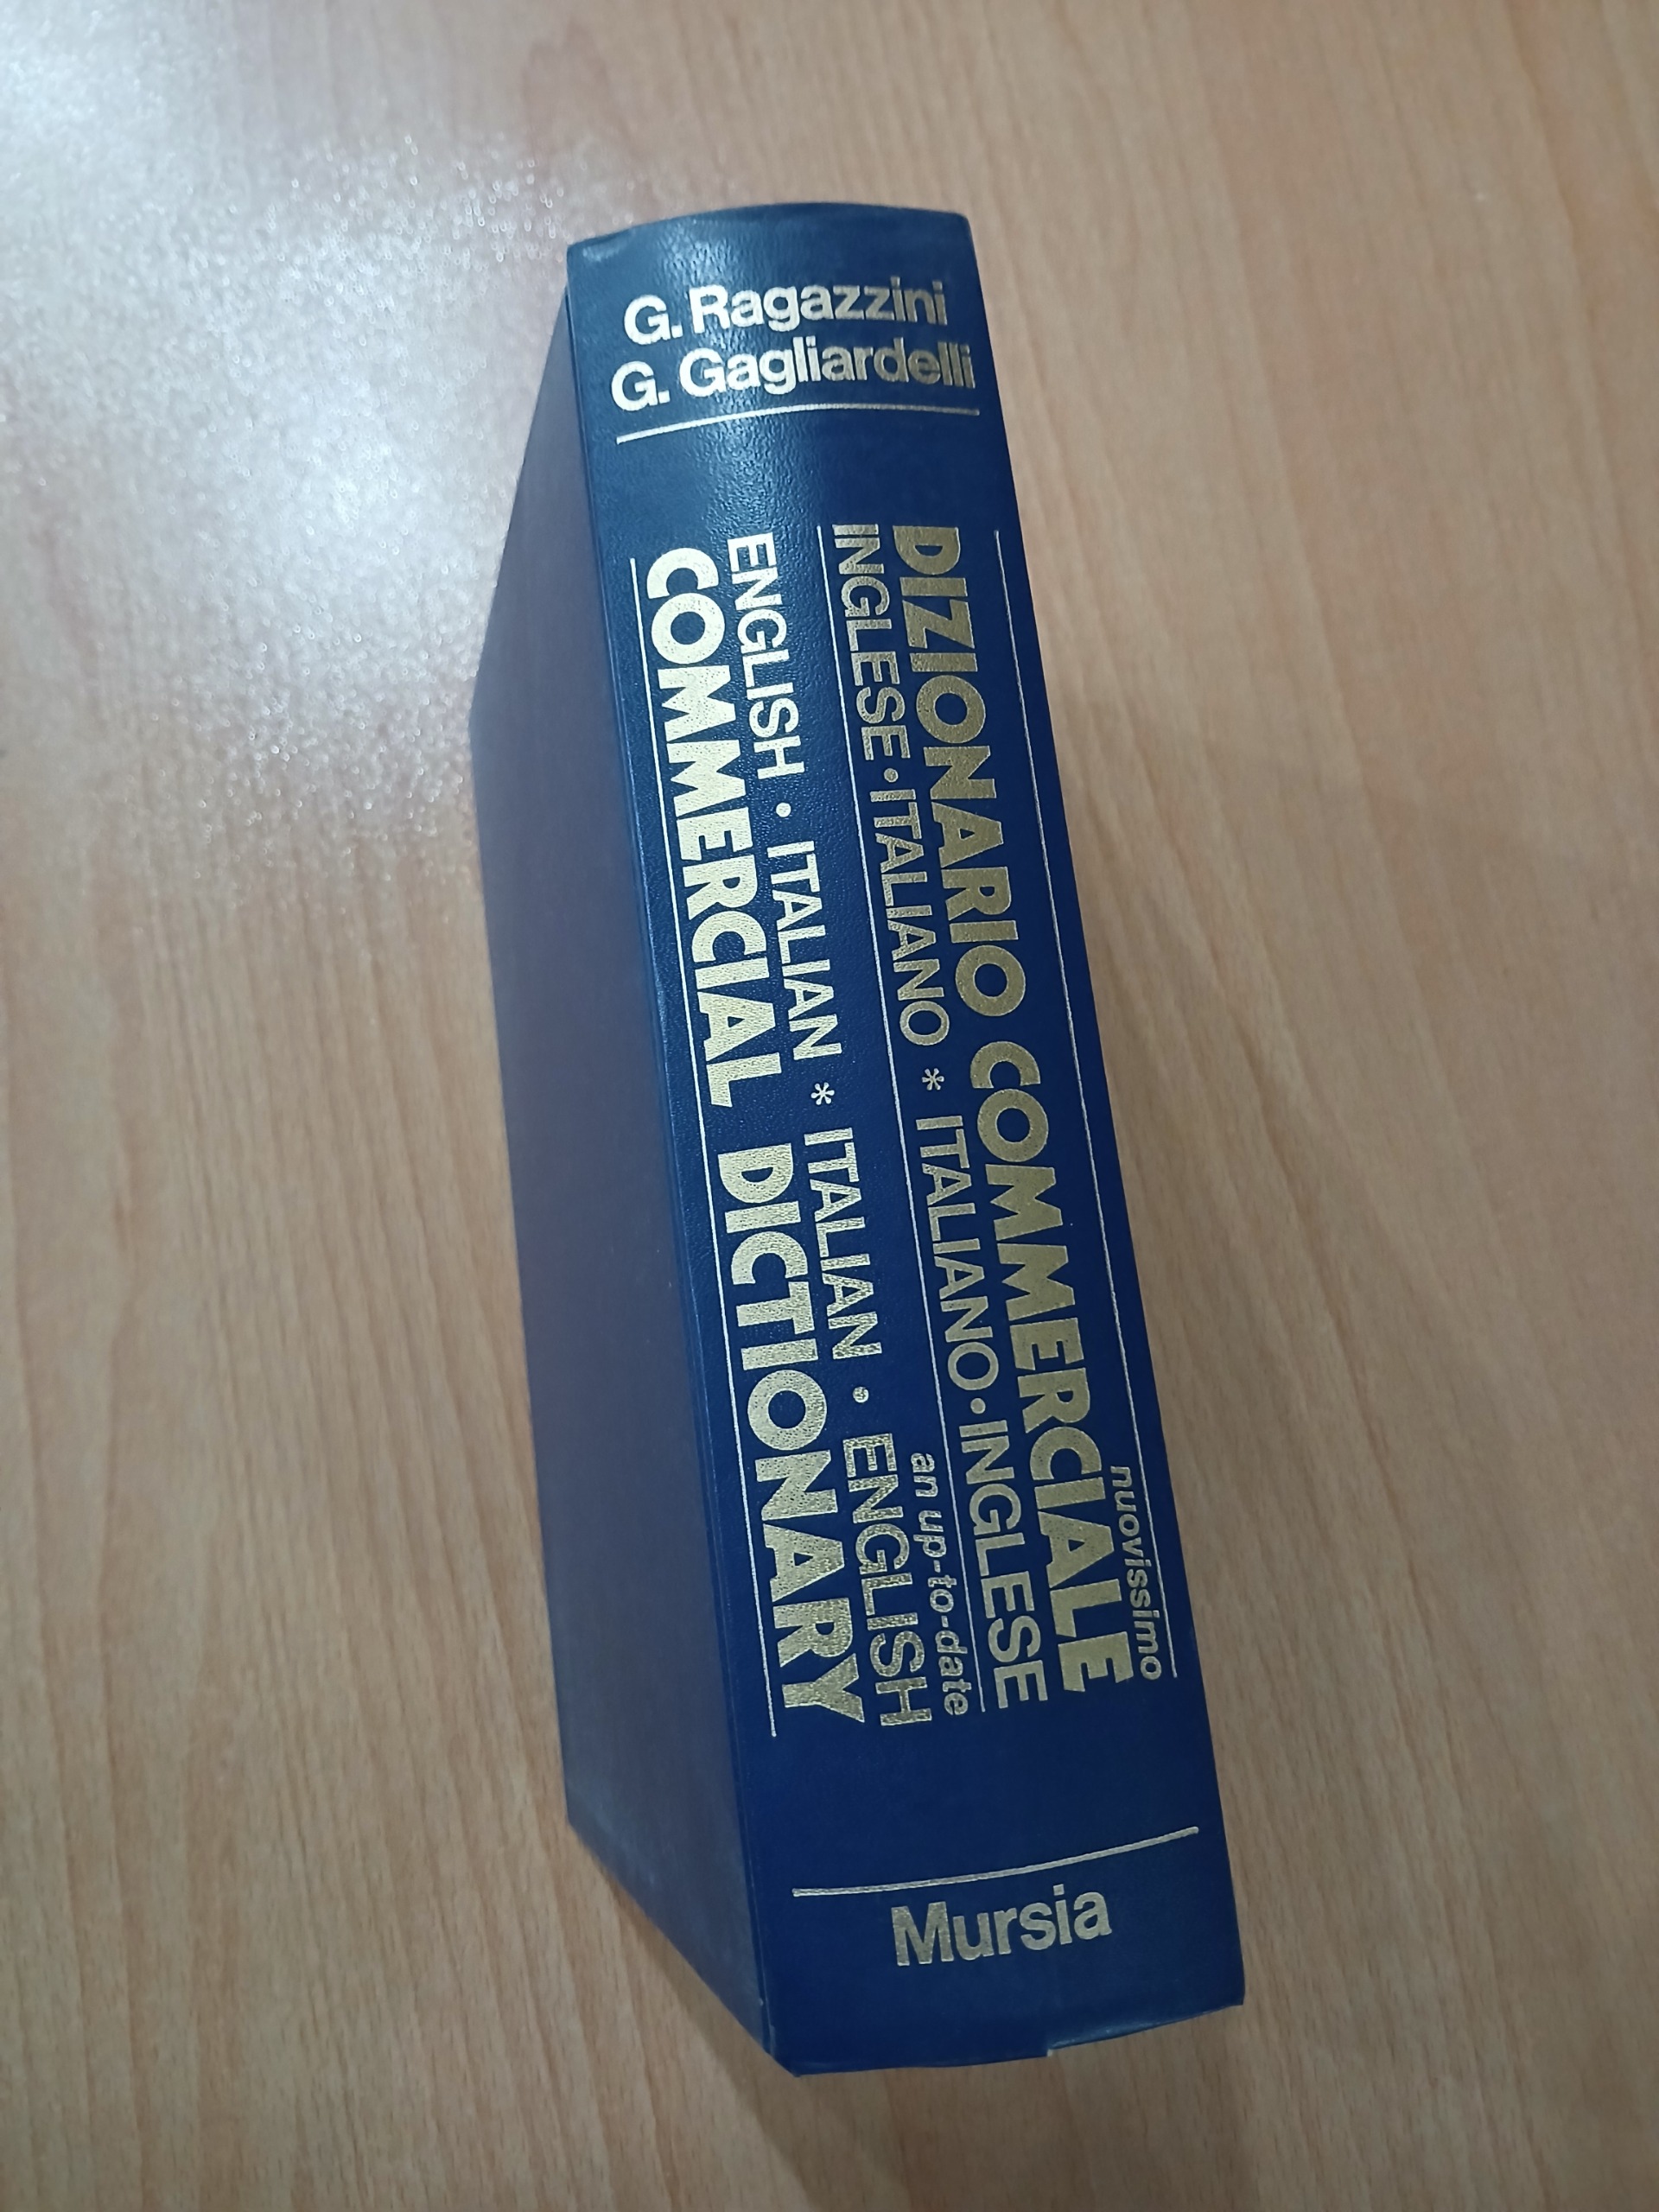 G. Ragazzini
G. Gagliardelli
nuovissimo
DIZIONARIO COMMERCIALE
INGLESE·ITALIANO * ITALIANO·INGLESE
an up-to-date
ENGLISH · ITALIAN * ITALIAN · ENGLISH
COMMERCIAL DICTIONARY
Mursia